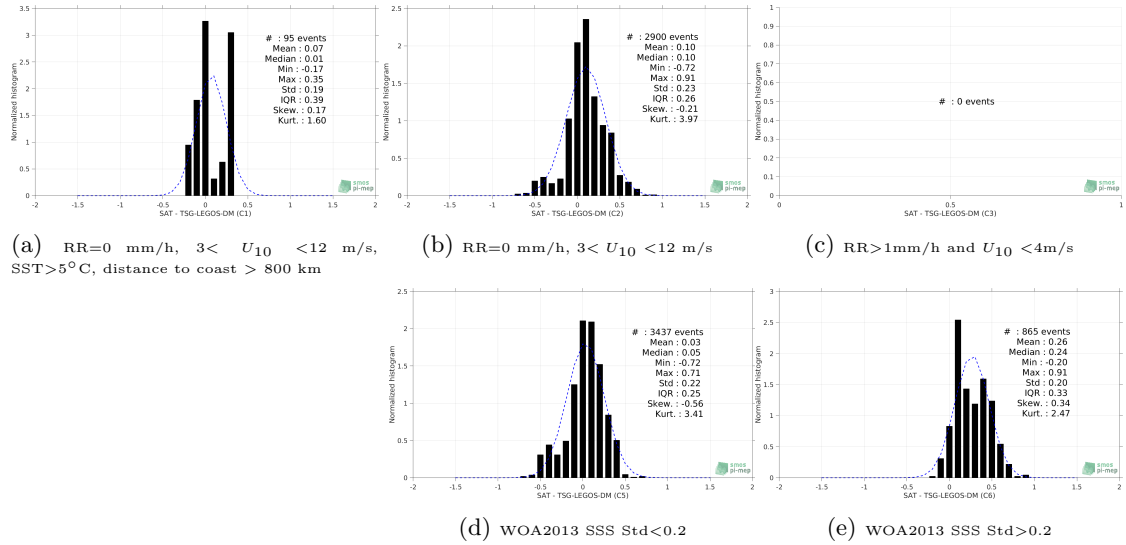 3.5
3
2.5
2
1.5
1
0.5
0
-2 -1.5 -1 -0.5 0 0.5 1 1.5 2
Normalized histogram
SAT - TSG-LEGOS-DM (C1)
# : 95 events
Mean : 0.07
Median : 0.01
Min : -0.17
Max : 0.35
Std : 0.19
IQR : 0.39
Skew. : 0.17
Kurt. : 1.60
smos
pi-mep
(a) RR=0 mm/h, 3< U10 <12 m/s,
SST>5°C, distance to coast > 800 km
2.5
2
1.5
1
0.5
0
-2 -1.5 -1 -0.5 0 0.5 1 1.5 2
Normalized histogram
SAT - TSG-LEGOS-DM (C2)
# : 2900 events
Mean : 0.10
Median : 0.10
Min : -0.72
Max : 0.91
Std : 0.23
IQR : 0.26
Skew. : -0.21
Kurt. : 3.97
smos
pi-mep
(b) RR=0 mm/h, 3< U10 <12 m/s
1
0.9
0.8
0.7
0.6
0.5
0.4
0.3
0.2
0.1
0
0 0.5 1
Normalized histogram
SAT - TSG-LEGOS-DM (C3)
# : 0 events
smos
pi-mep
(c) RR>1mm/h and U10 <4m/s
2.5
2
1.5
1
0.5
0
-2 -1.5 -1 -0.5 0 0.5 1 1.5 2
Normalized histogram
SAT - TSG-LEGOS-DM (C5)
# : 3437 events
Mean : 0.03
Median : 0.05
Min : -0.72
Max : 0.71
Std : 0.22
IQR : 0.25
Skew. : -0.56
Kurt. : 3.41
smos
pi-mep
(d) WOA2013 SSS Std<0.2
3
2.5
2
1.5
1
0.5
0
-2 -1.5 -1 -0.5 0 0.5 1 1.5 2
Normalized histogram
SAT - TSG-LEGOS-DM (C6)
# : 865 events
Mean : 0.26
Median : 0.24
Min : -0.20
Max : 0.91
Std : 0.20
IQR : 0.33
Skew. : 0.34
Kurt. : 2.47
smos
pi-mep
(e) WOA2013 SSS Std>0.2